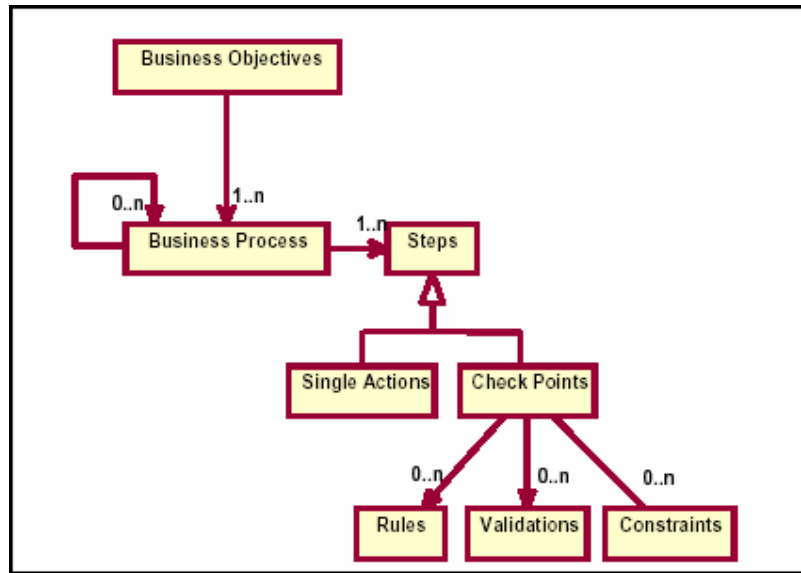 Business Objectives
0..n
1..n
Business Process
1..n
Steps
Single Actions
Check Points
0..n
0..n
0..n
Rules
Validations
Constraints